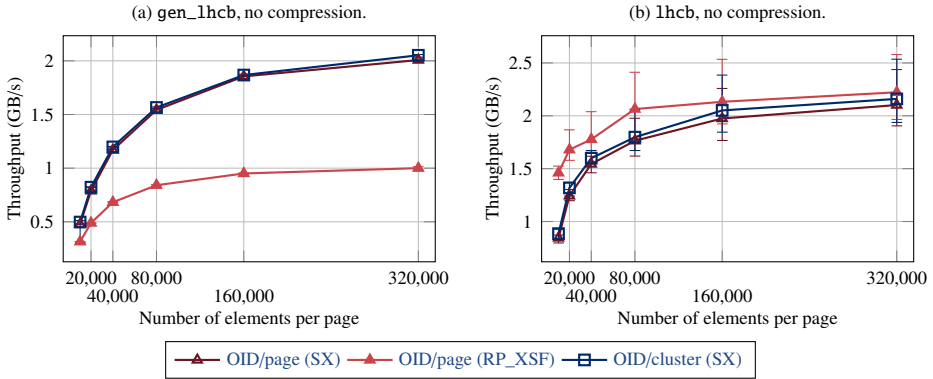 (a) gen_lhcb, no compression.
Throughput (GB/s)
2
1.5
1
0.5
20,000
40,000
80,000
160,000
320,000
Number of elements per page
(b) lhcb, no compression.
Throughput (GB/s)
2.5
2
1.5
1
20,000
40,000
80,000
160,000
320,000
Number of elements per page
OID/page (SX) OID/page (RP_XSF) OID/cluster (SX)